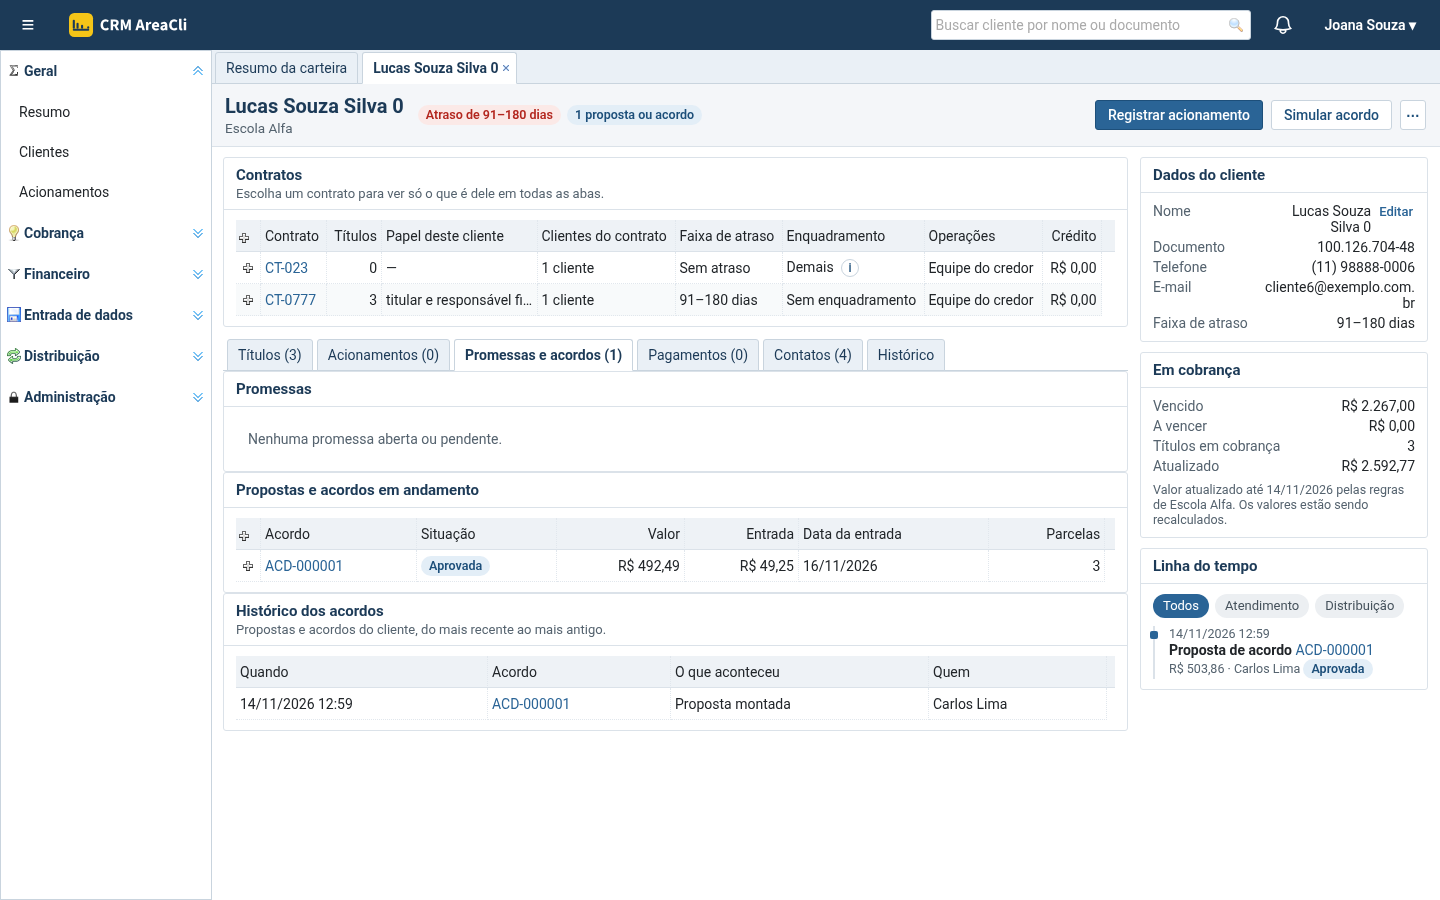 ≡ CRM AreaCli
Buscar cliente por nome ou documento
Joana Souza ▾
Σ Geral
Resumo
Clientes
Acionamentos
Cobrança
Financeiro
Entrada de dados
Distribuição
Administração
Resumo da carteira
Lucas Souza Silva 0 ×
Lucas Souza Silva 0
Escola Alfa
Atraso de 91–180 dias
1 proposta ou acordo
Registrar acionamento
Simular acordo
···
Contratos
Escolha um contrato para ver só o que é dele em todas as abas.
Contrato Títulos Papel deste cliente Clientes do contrato Faixa de atraso Enquadramento Operações Crédito
CT-023 0 — 1 cliente Sem atraso Demais i Equipe do credor R$ 0,00
CT-0777 3 titular e responsável fi... 1 cliente 91–180 dias Sem enquadramento Equipe do credor R$ 0,00
Títulos (3) Acionamentos (0) Promessas e acordos (1) Pagamentos (0) Contatos (4) Histórico
Promessas
Nenhuma promessa aberta ou pendente.
Propostas e acordos em andamento
Acordo Situação Valor Entrada Data da entrada Parcelas
ACD-000001 Aprovada R$ 492,49 R$ 49,25 16/11/2026 3
Histórico dos acordos
Propostas e acordos do cliente, do mais recente ao mais antigo.
Quando Acordo O que aconteceu Quem
14/11/2026 12:59 ACD-000001 Proposta montada Carlos Lima
Dados do cliente
Nome Lucas Souza Editar
Silva 0
Documento 100.126.704-48
Telefone (11) 98888-0006
E-mail cliente6@exemplo.com.
br
Faixa de atraso 91–180 dias
Em cobrança
Vencido R$ 2.267,00
A vencer R$ 0,00
Títulos em cobrança 3
Atualizado R$ 2.592,77
Valor atualizado até 14/11/2026 pelas regras
de Escola Alfa. Os valores estão sendo
recalculados.
Linha do tempo
Todos Atendimento Distribuição
14/11/2026 12:59
Proposta de acordo ACD-000001
R$ 503,86 · Carlos Lima Aprovada